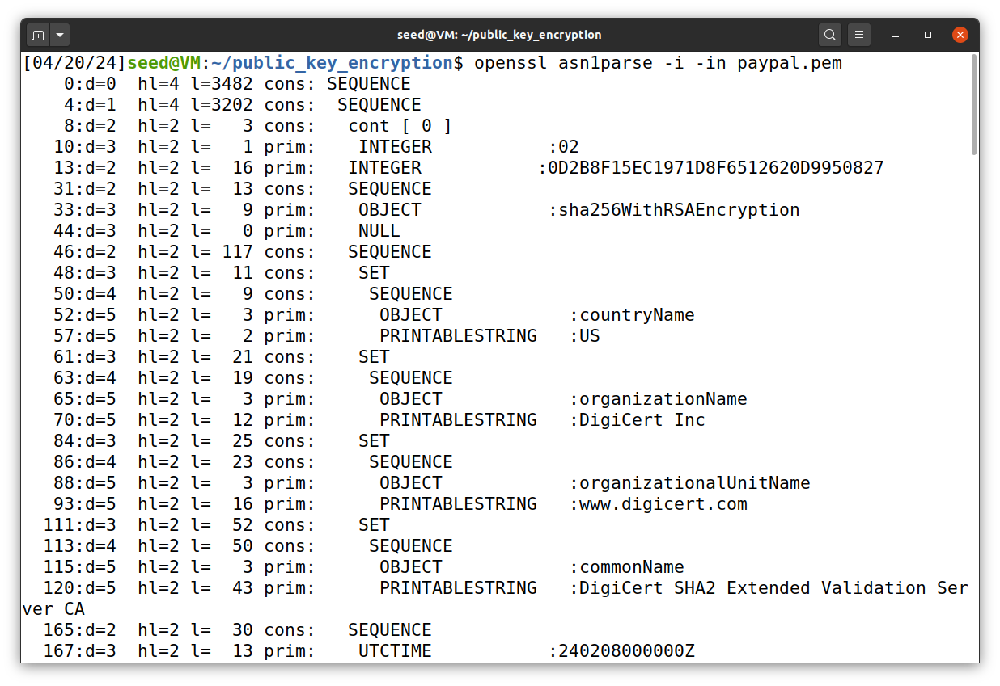 seed@VM: ~/public_key_encryption
[04/20/24]seed@VM:~/public_key_encryption$ openssl asn1parse -i -in paypal.pem
    0:d=0  hl=4 l=3482 cons: SEQUENCE
    4:d=1  hl=4 l=3202 cons:  SEQUENCE
    8:d=2  hl=2 l=   3 cons:   cont [ 0 ]
   10:d=3  hl=2 l=   1 prim:    INTEGER           :02
   13:d=2  hl=2 l=  16 prim:   INTEGER           :0D2B8F15EC1971D8F6512620D9950827
   31:d=2  hl=2 l=  13 cons:   SEQUENCE
   33:d=3  hl=2 l=   9 prim:    OBJECT            :sha256WithRSAEncryption
   44:d=3  hl=2 l=   0 prim:    NULL
   46:d=2  hl=2 l= 117 cons:   SEQUENCE
   48:d=3  hl=2 l=  11 cons:    SET
   50:d=4  hl=2 l=   9 cons:     SEQUENCE
   52:d=5  hl=2 l=   3 prim:      OBJECT            :countryName
   57:d=5  hl=2 l=   2 prim:      PRINTABLESTRING   :US
   61:d=3  hl=2 l=  21 cons:    SET
   63:d=4  hl=2 l=  19 cons:     SEQUENCE
   65:d=5  hl=2 l=   3 prim:      OBJECT            :organizationName
   70:d=5  hl=2 l=  12 prim:      PRINTABLESTRING   :DigiCert Inc
   84:d=3  hl=2 l=  25 cons:    SET
   86:d=4  hl=2 l=  23 cons:     SEQUENCE
   88:d=5  hl=2 l=   3 prim:      OBJECT            :organizationalUnitName
   93:d=5  hl=2 l=  16 prim:      PRINTABLESTRING   :www.digicert.com
  111:d=3  hl=2 l=  52 cons:    SET
  113:d=4  hl=2 l=  50 cons:     SEQUENCE
  115:d=5  hl=2 l=   3 prim:      OBJECT            :commonName
  120:d=5  hl=2 l=  43 prim:      PRINTABLESTRING   :DigiCert SHA2 Extended Validation Ser
ver CA
  165:d=2  hl=2 l=  30 cons:   SEQUENCE
  167:d=3  hl=2 l=  13 prim:    UTCTIME           :240208000000Z